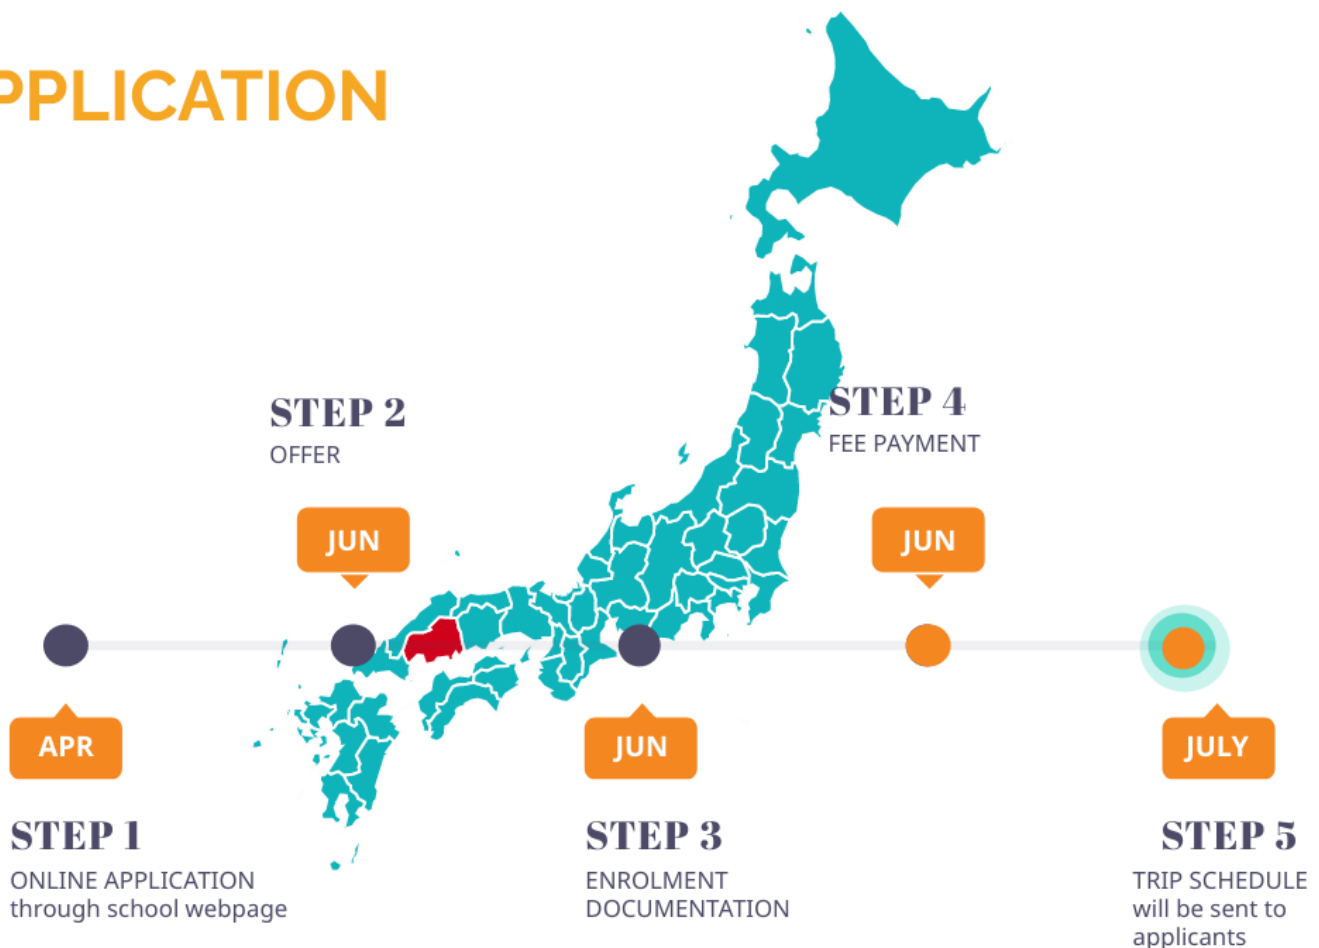 PPLICATION
STEP 2
OFFER
JUN
STEP 4
FEE PAYMENT
JUN
APR
STEP 1
ONLINE APPLICATION
through school webpage
JUN
STEP 3
ENROLMENT
DOCUMENTATION
JULY
STEP 5
TRIP SCHEDULE
will be sent to
applicants